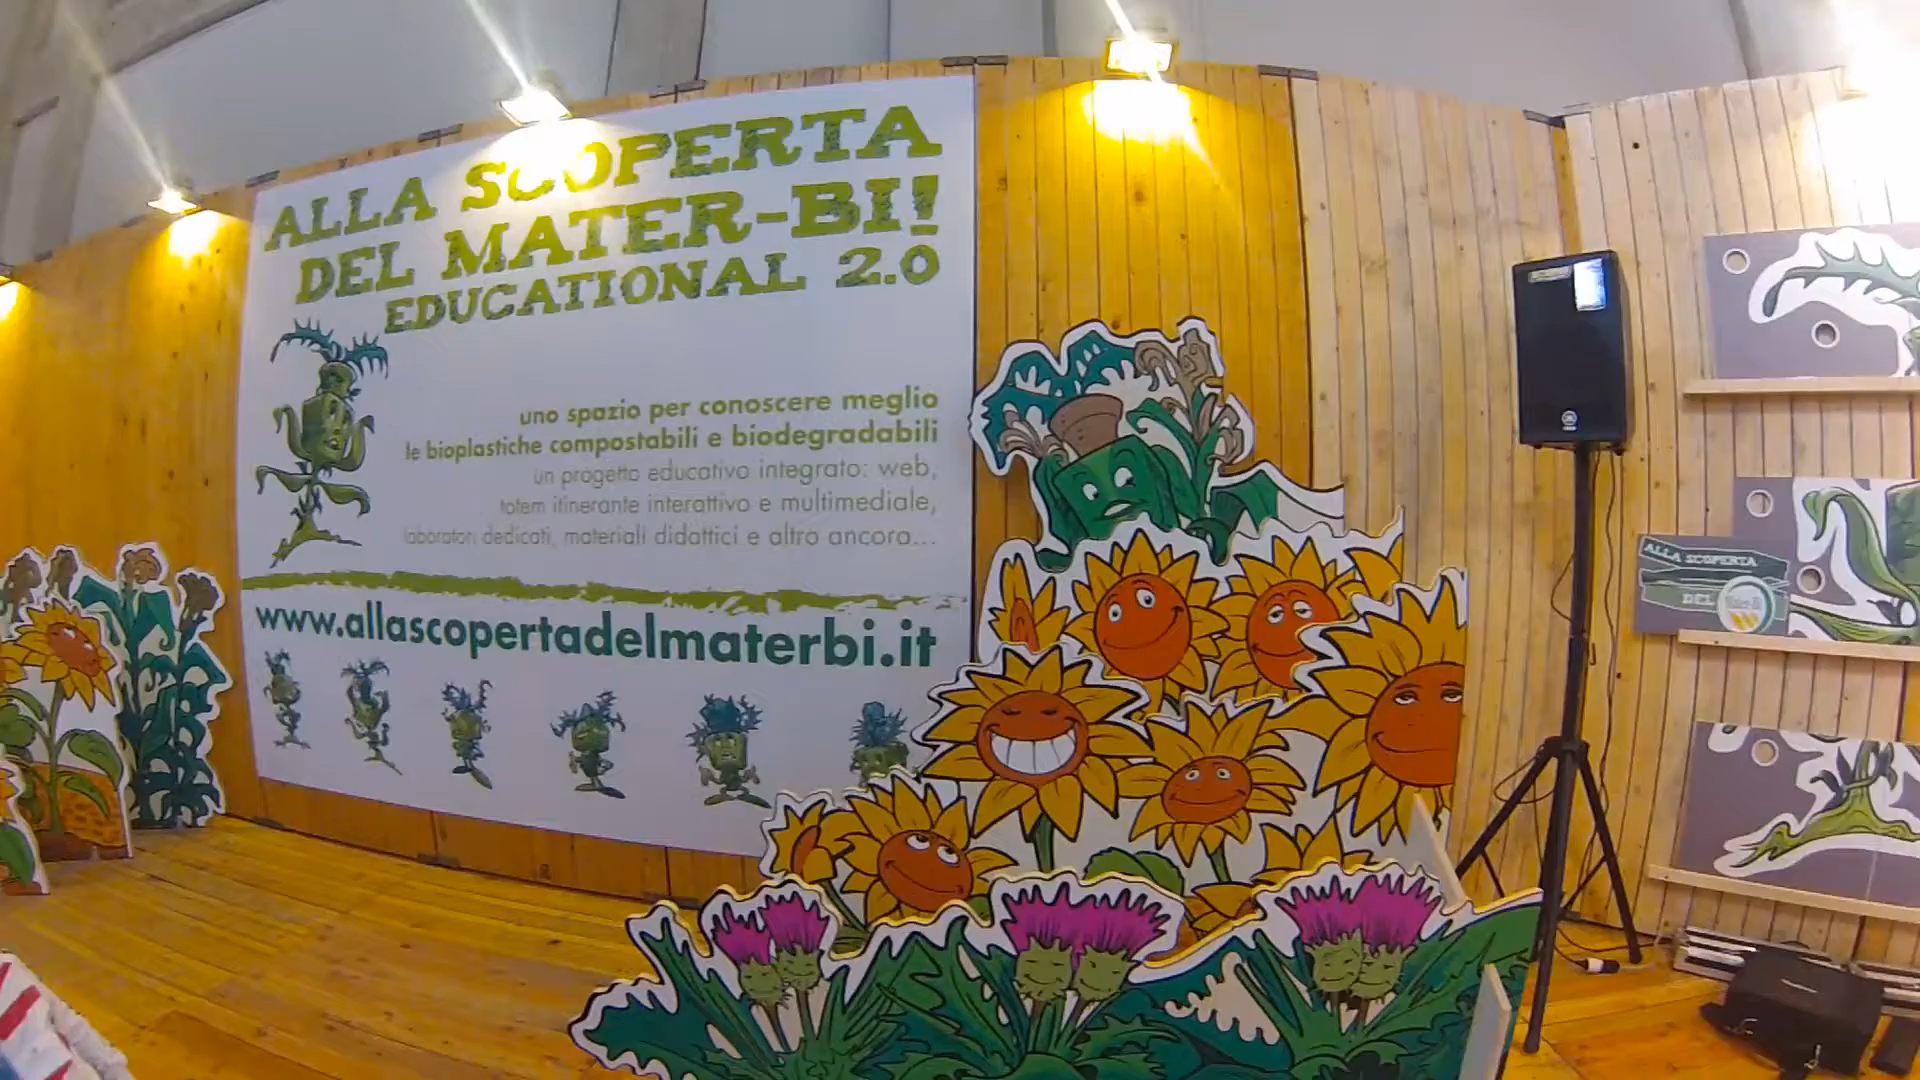 ALLA SCOPERTA
DEL MATER-BI!
EDUCATIONAL 2.0
uno spazio per conoscere meglio
le bioplastiche compostabili e biodegradabili
un progetto educativo integrato: web,
totem itinerante interattivo e multimediale,
laboratori dedicati, materiali didattici e altro ancora...
www.allascopertadelmaterbi.it
ALLA SCOPERTA
DEL